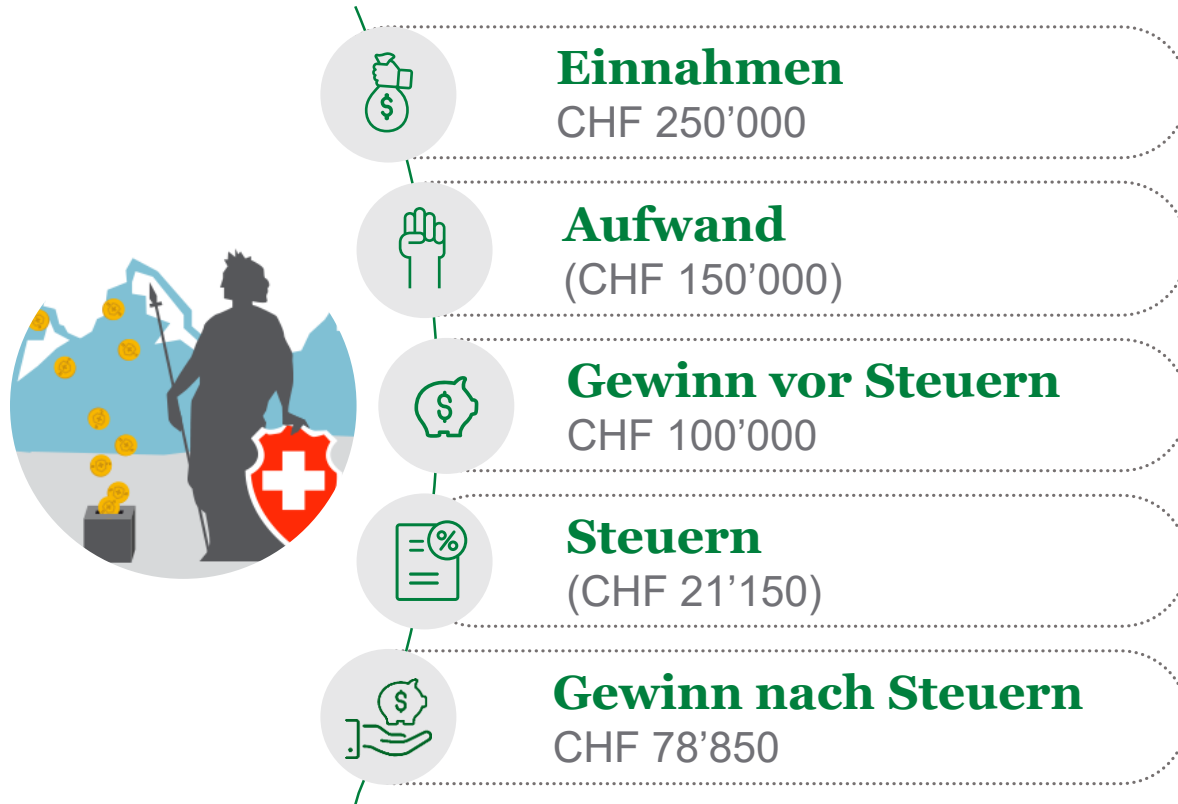 Einnahmen
CHF 250’000
Aufwand
(CHF 150’000)
Gewinn vor Steuern
CHF 100’000
Steuern
(CHF 21’150)
Gewinn nach Steuern
CHF 78’850